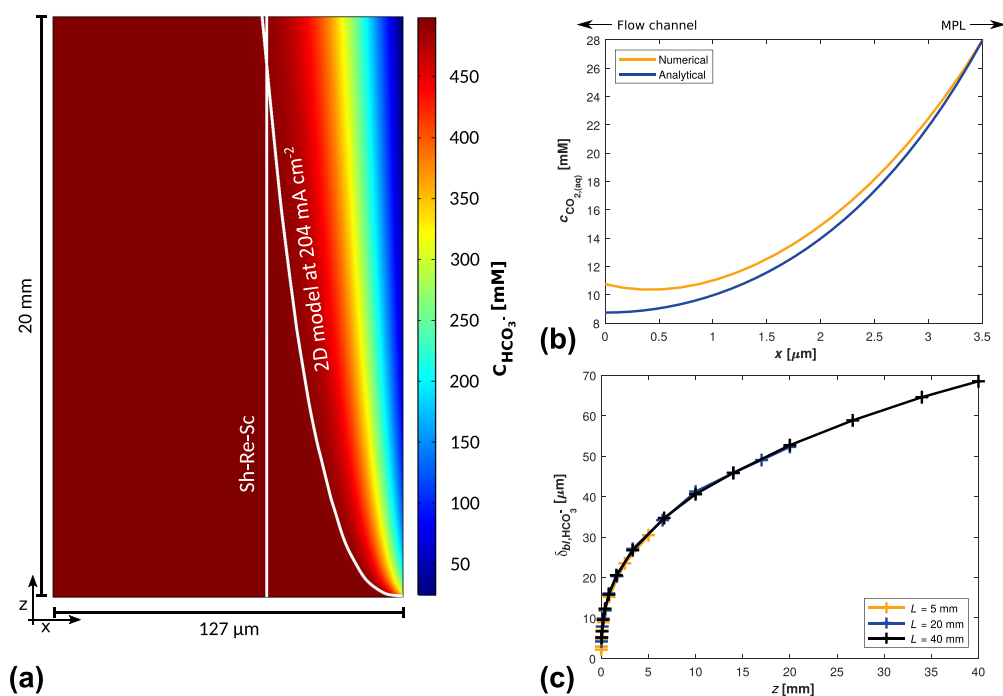 20 mm
Sh-Re-Sc
2D model at 204 mA cm⁻²
z
x
127 μm
450
400
350
300
250
200
150
100
50
C_HCO₃⁻ [mM]
(a)
Flow channel
MPL
28
26
24
22
20
18
16
14
12
10
8
Numerical
Analytical
c_CO₂,(aq) [mM]
0
0.5
1
1.5
2
2.5
3
3.5
x [μm]
(b)
70
60
50
40
30
20
10
0
δ_bl,HCO₃⁻ [μm]
L = 5 mm
L = 20 mm
L = 40 mm
0
5
10
15
20
25
30
35
40
z [mm]
(c)